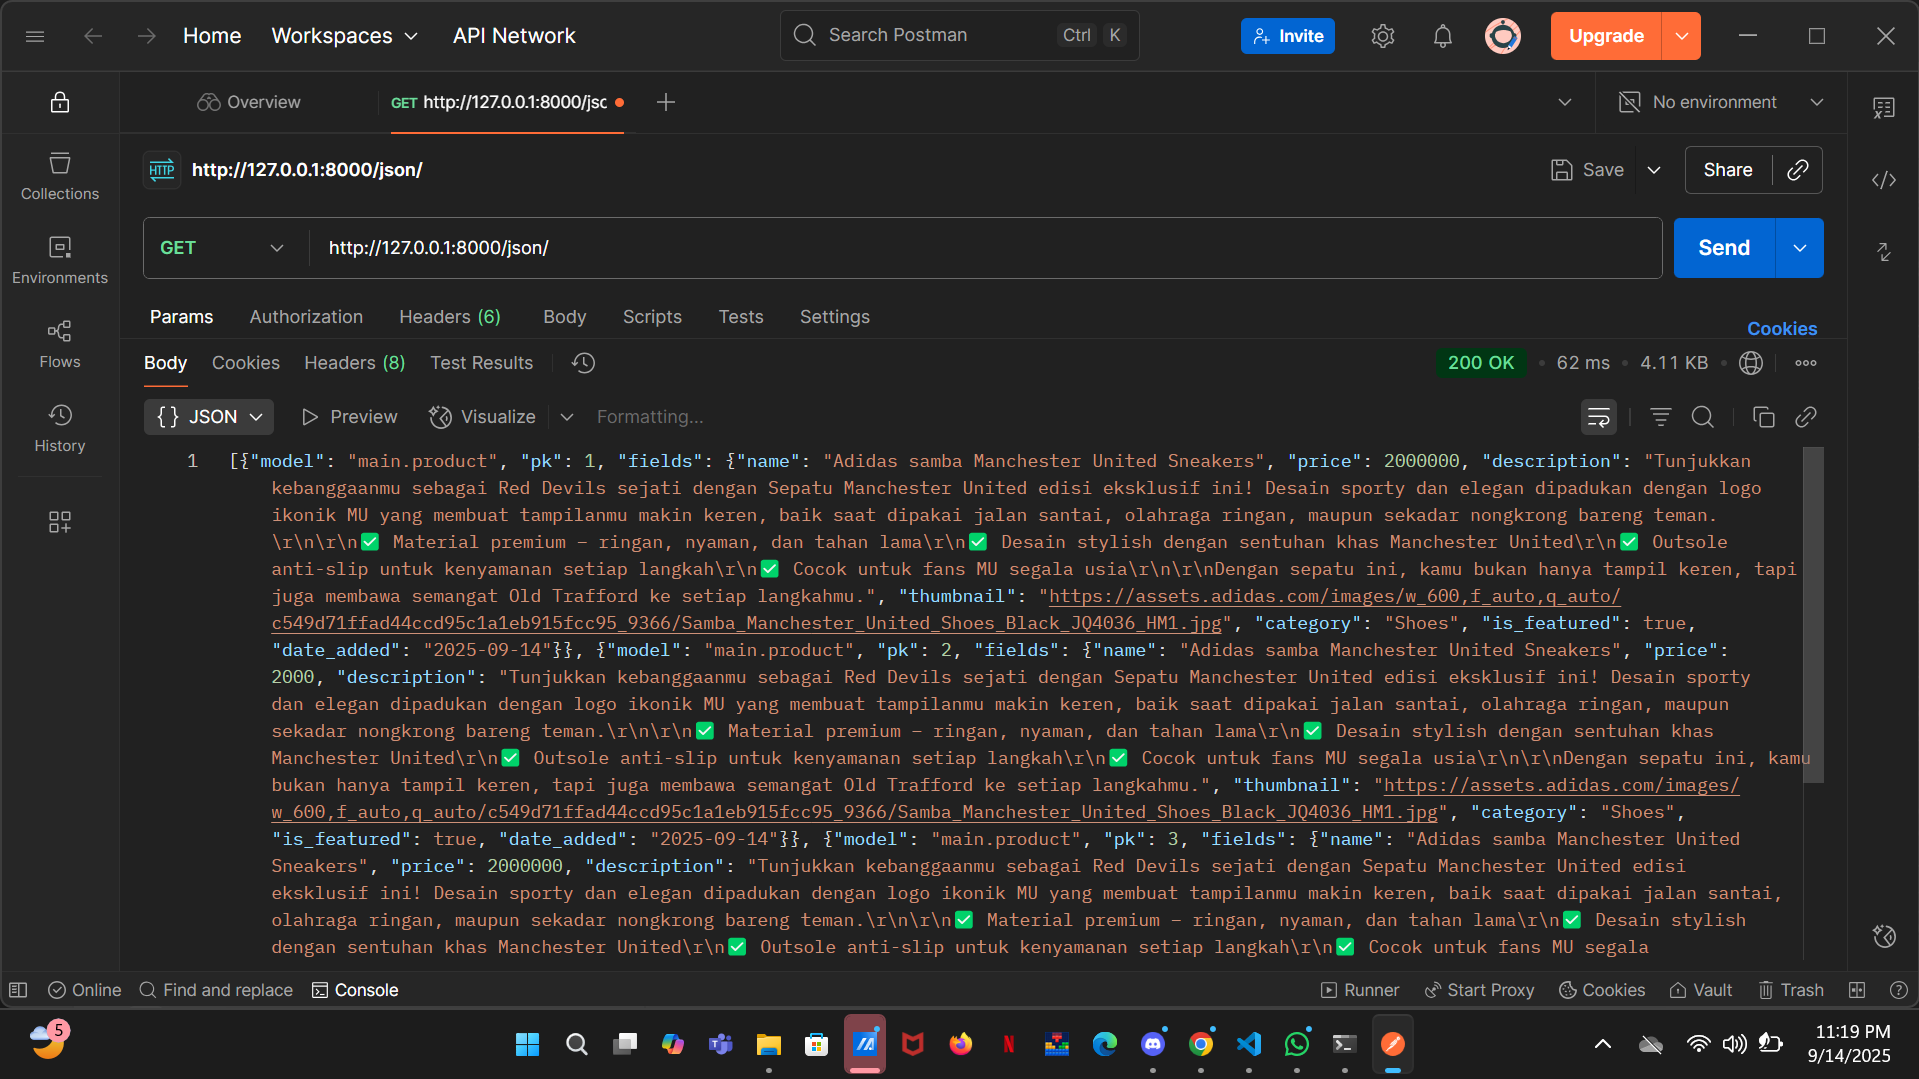 Home Workspaces API Network Search Postman Ctrl K Invite Upgrade
Overview GET http://127.0.0.1:8000/jsc No environment
HTTP http://127.0.0.1:8000/json/ Save Share
GET http://127.0.0.1:8000/json/ Send
Collections
Environments
Flows
History
Params Authorization Headers (6) Body Scripts Tests Settings
Cookies
Body Cookies Headers (8) Test Results 200 OK • 62 ms • 4.11 KB
{} JSON Preview Visualize Formatting...
1 [{"model": "main.product", "pk": 1, "fields": {"name": "Adidas samba Manchester United Sneakers", "price": 2000000, "description": "Tunjukkan
kebanggaanmu sebagai Red Devils sejati dengan Sepatu Manchester United edisi eksklusif ini! Desain sporty dan elegan dipadukan dengan logo
ikonik MU yang membuat tampilanmu makin keren, baik saat dipakai jalan santai, olahraga ringan, maupun sekadar nongkrong bareng teman.
\r\n\r\n✅ Material premium – ringan, nyaman, dan tahan lama\r\n✅ Desain stylish dengan sentuhan khas Manchester United\r\n✅ Outsole
anti-slip untuk kenyamanan setiap langkah\r\n✅ Cocok untuk fans MU segala usia\r\n\r\nDengan sepatu ini, kamu bukan hanya tampil keren, tapi
juga membawa semangat Old Trafford ke setiap langkahmu.", "thumbnail": "https://assets.adidas.com/images/w_600,f_auto,q_auto/
c549d71ffad44ccd95c1a1eb915fcc95_9366/Samba_Manchester_United_Shoes_Black_JQ4036_HM1.jpg", "category": "Shoes", "is_featured": true,
"date_added": "2025-09-14"}}, {"model": "main.product", "pk": 2, "fields": {"name": "Adidas samba Manchester United Sneakers", "price":
2000, "description": "Tunjukkan kebanggaanmu sebagai Red Devils sejati dengan Sepatu Manchester United edisi eksklusif ini! Desain sporty
dan elegan dipadukan dengan logo ikonik MU yang membuat tampilanmu makin keren, baik saat dipakai jalan santai, olahraga ringan, maupun
sekadar nongkrong bareng teman.\r\n\r\n✅ Material premium – ringan, nyaman, dan tahan lama\r\n✅ Desain stylish dengan sentuhan khas
Manchester United\r\n✅ Outsole anti-slip untuk kenyamanan setiap langkah\r\n✅ Cocok untuk fans MU segala usia\r\n\r\nDengan sepatu ini, kamu
bukan hanya tampil keren, tapi juga membawa semangat Old Trafford ke setiap langkahmu.", "thumbnail": "https://assets.adidas.com/images/
w_600,f_auto,q_auto/c549d71ffad44ccd95c1a1eb915fcc95_9366/Samba_Manchester_United_Shoes_Black_JQ4036_HM1.jpg", "category": "Shoes",
"is_featured": true, "date_added": "2025-09-14"}}, {"model": "main.product", "pk": 3, "fields": {"name": "Adidas samba Manchester United
Sneakers", "price": 2000000, "description": "Tunjukkan kebanggaanmu sebagai Red Devils sejati dengan Sepatu Manchester United edisi
eksklusif ini! Desain sporty dan elegan dipadukan dengan logo ikonik MU yang membuat tampilanmu makin keren, baik saat dipakai jalan santai,
olahraga ringan, maupun sekadar nongkrong bareng teman.\r\n\r\n✅ Material premium – ringan, nyaman, dan tahan lama\r\n✅ Desain stylish
dengan sentuhan khas Manchester United\r\n✅ Outsole anti-slip untuk kenyamanan setiap langkah\r\n✅ Cocok untuk fans MU segala
Online Find and replace Console Runner Start Proxy Cookies Vault Trash
5
11:19 PM
9/14/2025